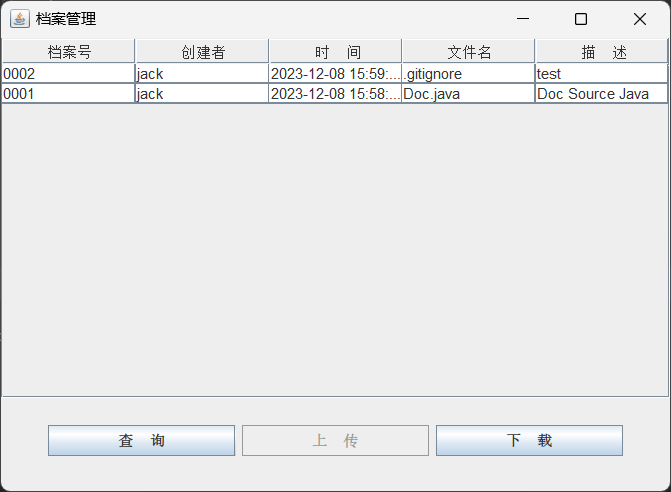 档案管理
档案号 创建者 时 间 文件名 描 述
0002 jack 2023-12-08 15:59:... .gitignore test
0001 jack 2023-12-08 15:58:... Doc.java Doc Source Java
查 询 上 传 下 载